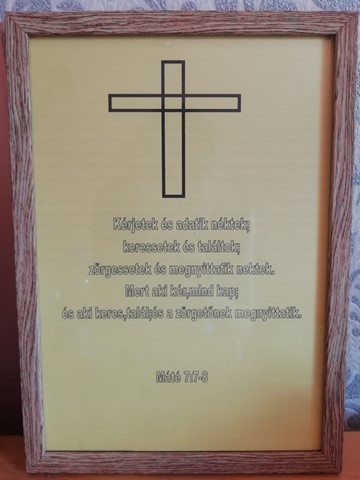 Kérjetek és adatik néktek;
keressetek és találtok;
zörgessetek és megnyittatik nektek.
Mert aki kér,mind kap;
és aki keres,talál;és a zörgetőnek megnyittatik.
Máté 7:7-8